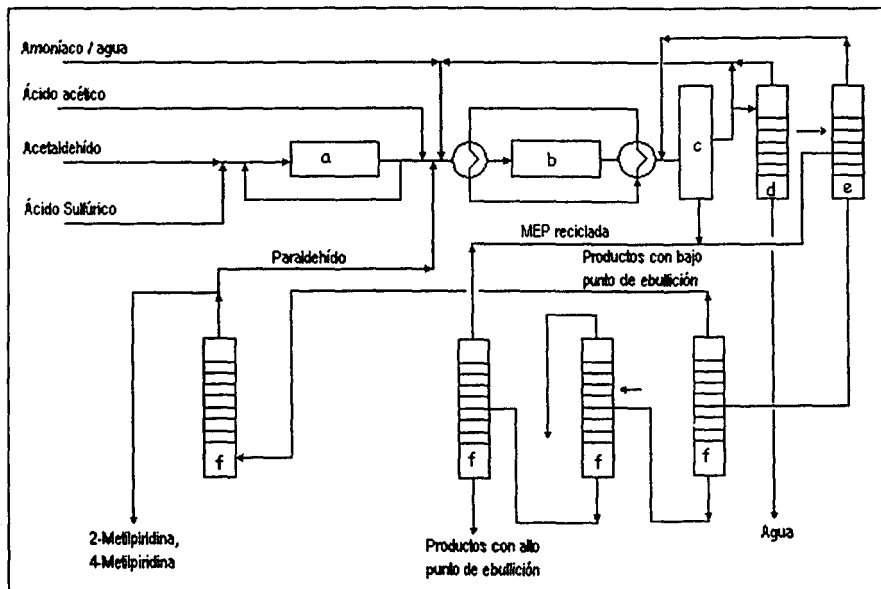 Amoníaco / agua
Ácido acético
Acetaldehído
Ácido Sulfúrico
a
b
c
d
e
MEP reciclada
Paraldehído
Productos con bajo
punto de ebullición
f
f
f
f
2-Metilpiridina,
4-Metilpiridina
Productos con alto
punto de ebullición
Agua